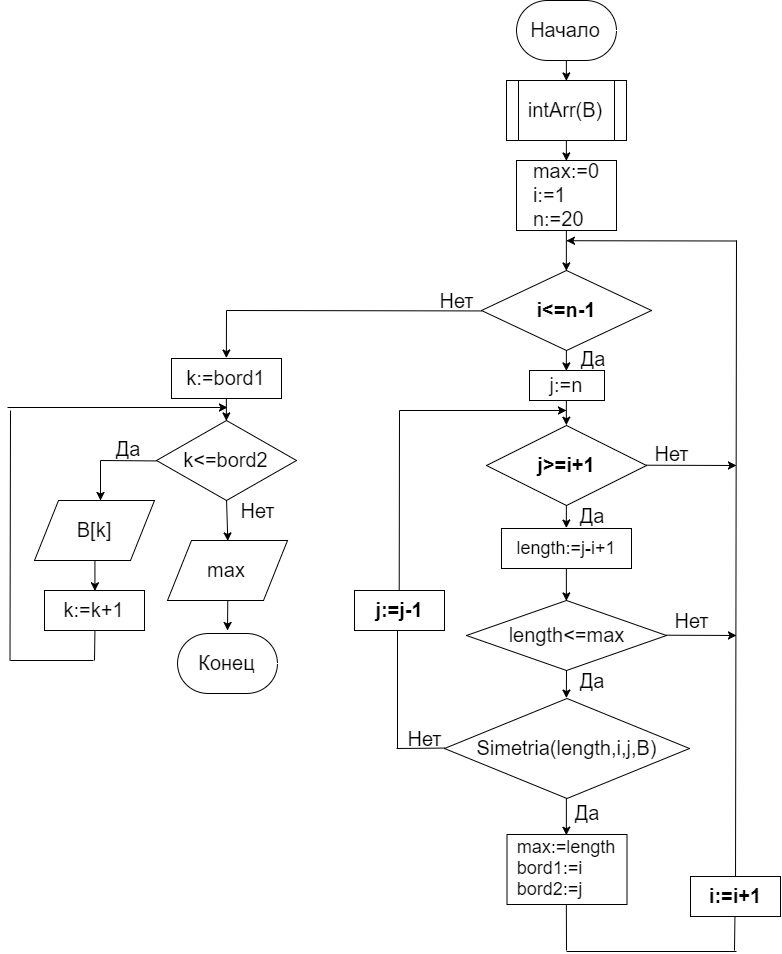 Начало
intArr(B)
max:=0
i:=1
n:=20
i<=n-1
Нет
Да
k:=bord1
j:=n
k<=bord2
Да
Нет
j>=i+1
Нет
Да
B[k]
max
length:=j-i+1
k:=k+1
j:=j-1
length<=max
Нет
Да
Конец
Simetria(length,i,j,B)
Нет
Да
max:=length
bord1:=i
bord2:=j
i:=i+1